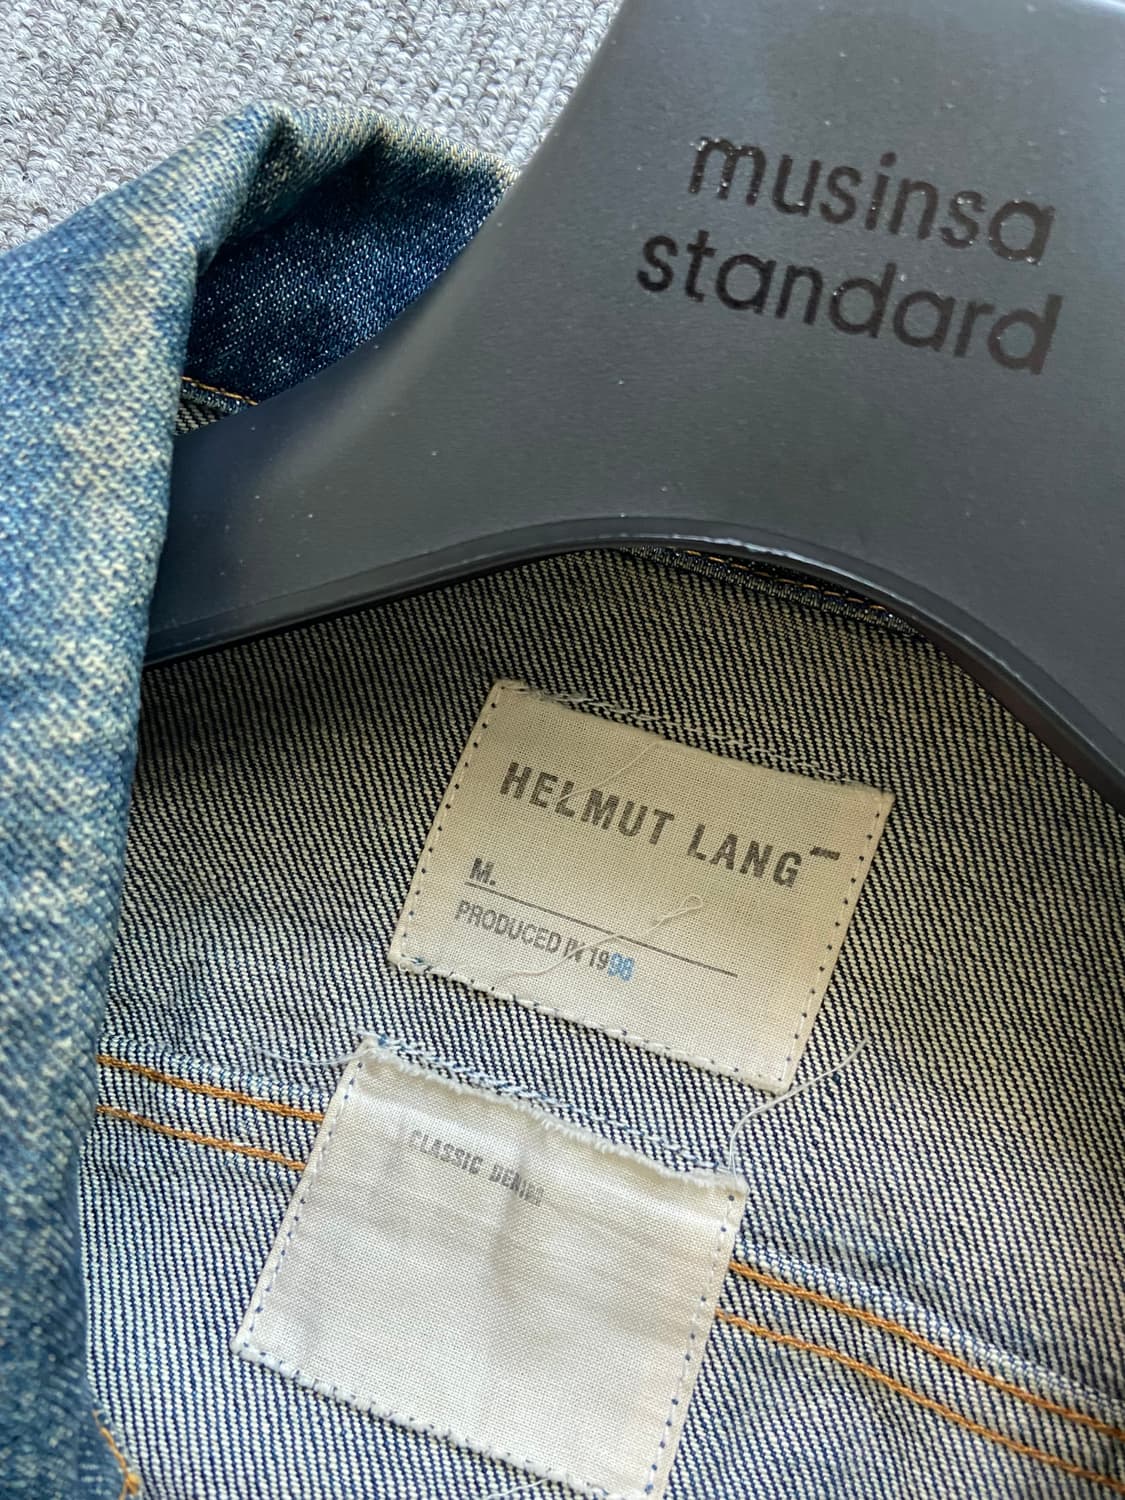 musinsa
standard
HELMUT LANG
M.
PRODUCED IN 1998
CLASSIC DENIM